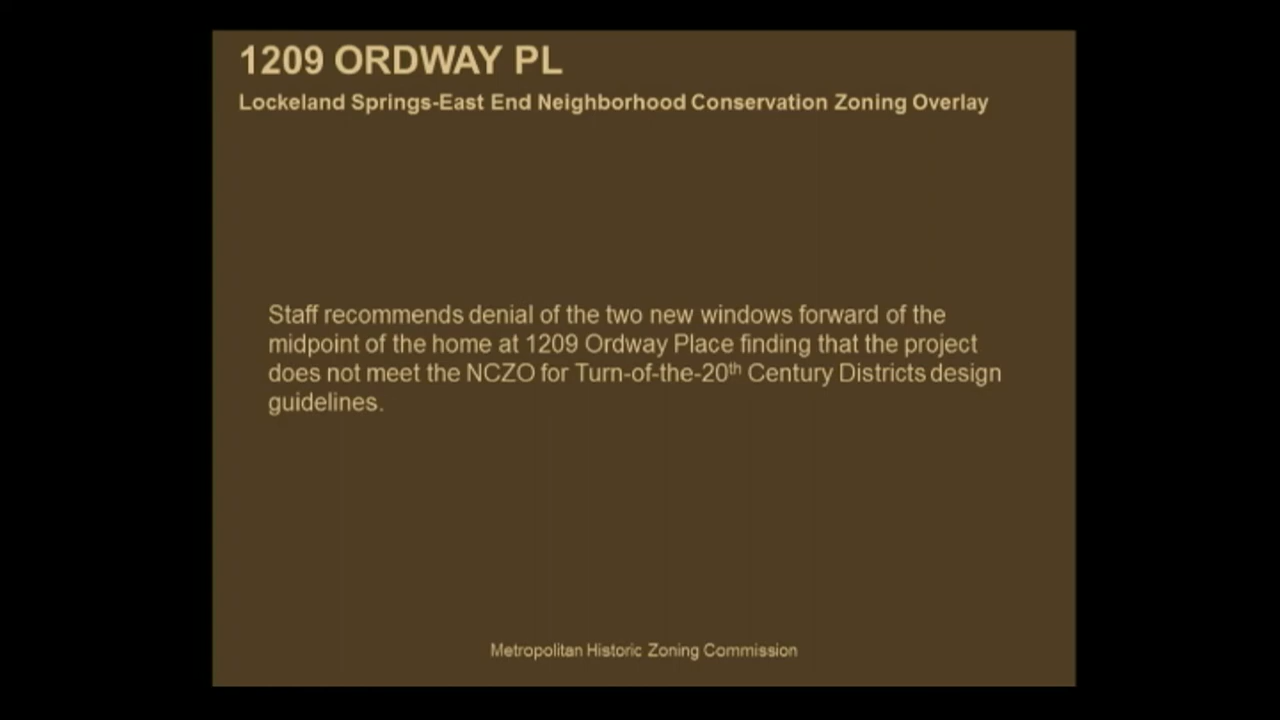 1209 ORDWAY PL
Lockeland Springs-East End Neighborhood Conservation Zoning Overlay
Staff recommends denial of the two new windows forward of the
midpoint of the home at 1209 Ordway Place finding that the project
does not meet the NCZO for Turn-of-the-20th Century Districts design
guidelines.
Metropolitan Historic Zoning Commission